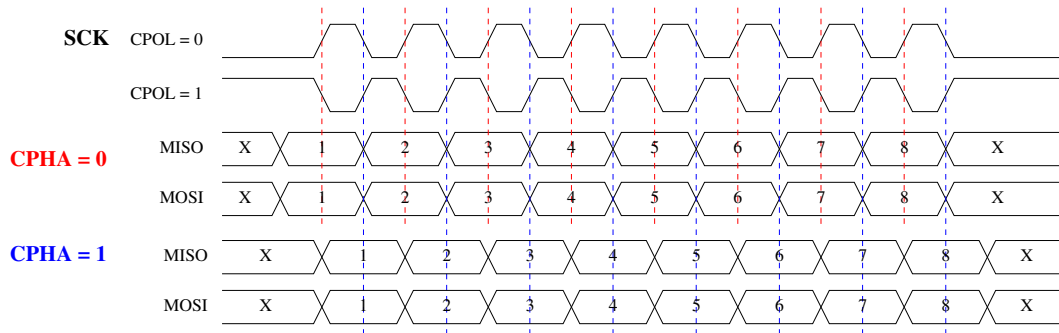 SCK CPOL = 0
CPOL = 1
CPHA = 0 MISO X 1 2 3 4 5 6 7 8 X
MOSI X 1 2 3 4 5 6 7 8 X
CPHA = 1 MISO X 1 2 3 4 5 6 7 8 X
MOSI X 1 2 3 4 5 6 7 8 X